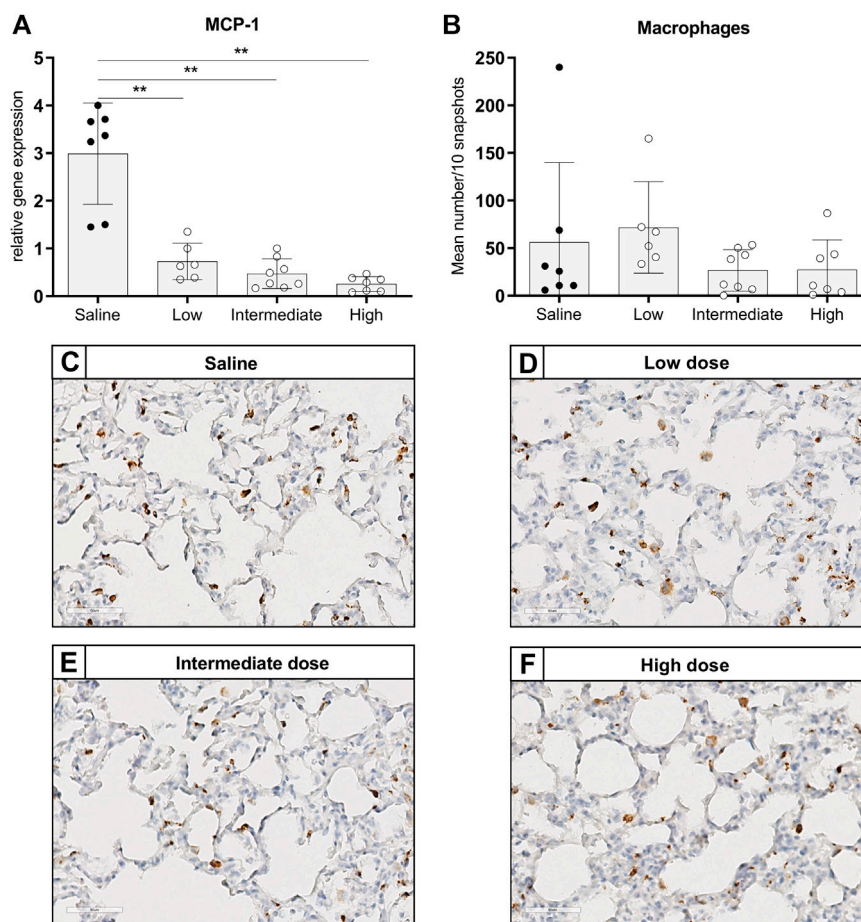 A
MCP-1
relative gene expression
5
4
3
2
1
0
**
**
**
Saline
Low
Intermediate
High
B
Macrophages
Mean number/10 snapshots
250
200
150
100
50
0
Saline
Low
Intermediate
High
C
Saline
D
Low dose
E
Intermediate dose
F
High dose